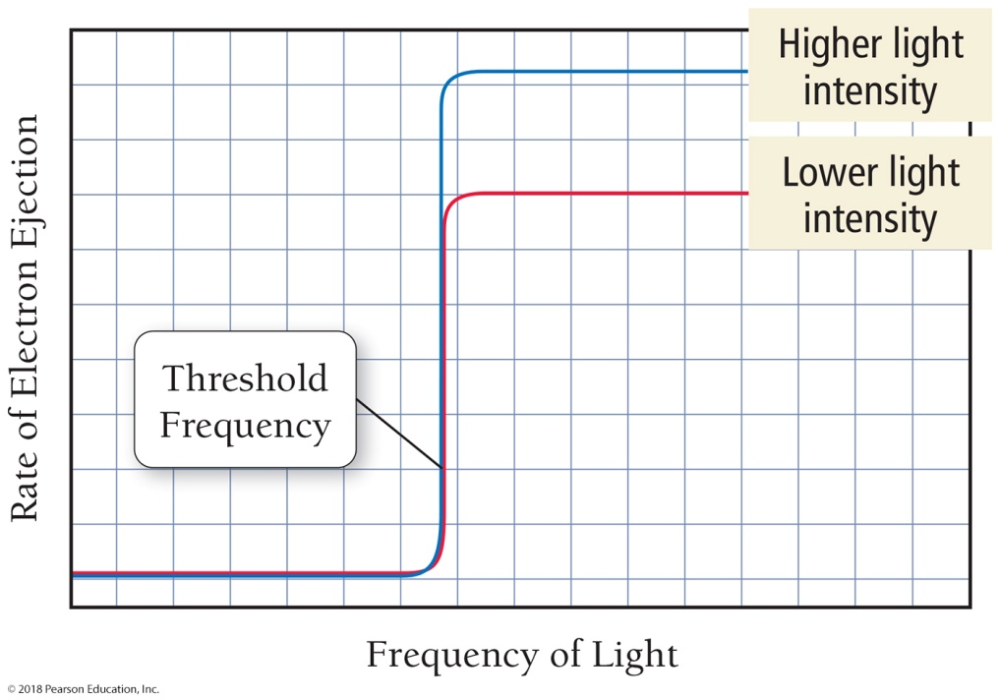 Higher light
intensity
Lower light
intensity
Rate of Electron Ejection
Threshold
Frequency
Frequency of Light
© 2018 Pearson Education, Inc.